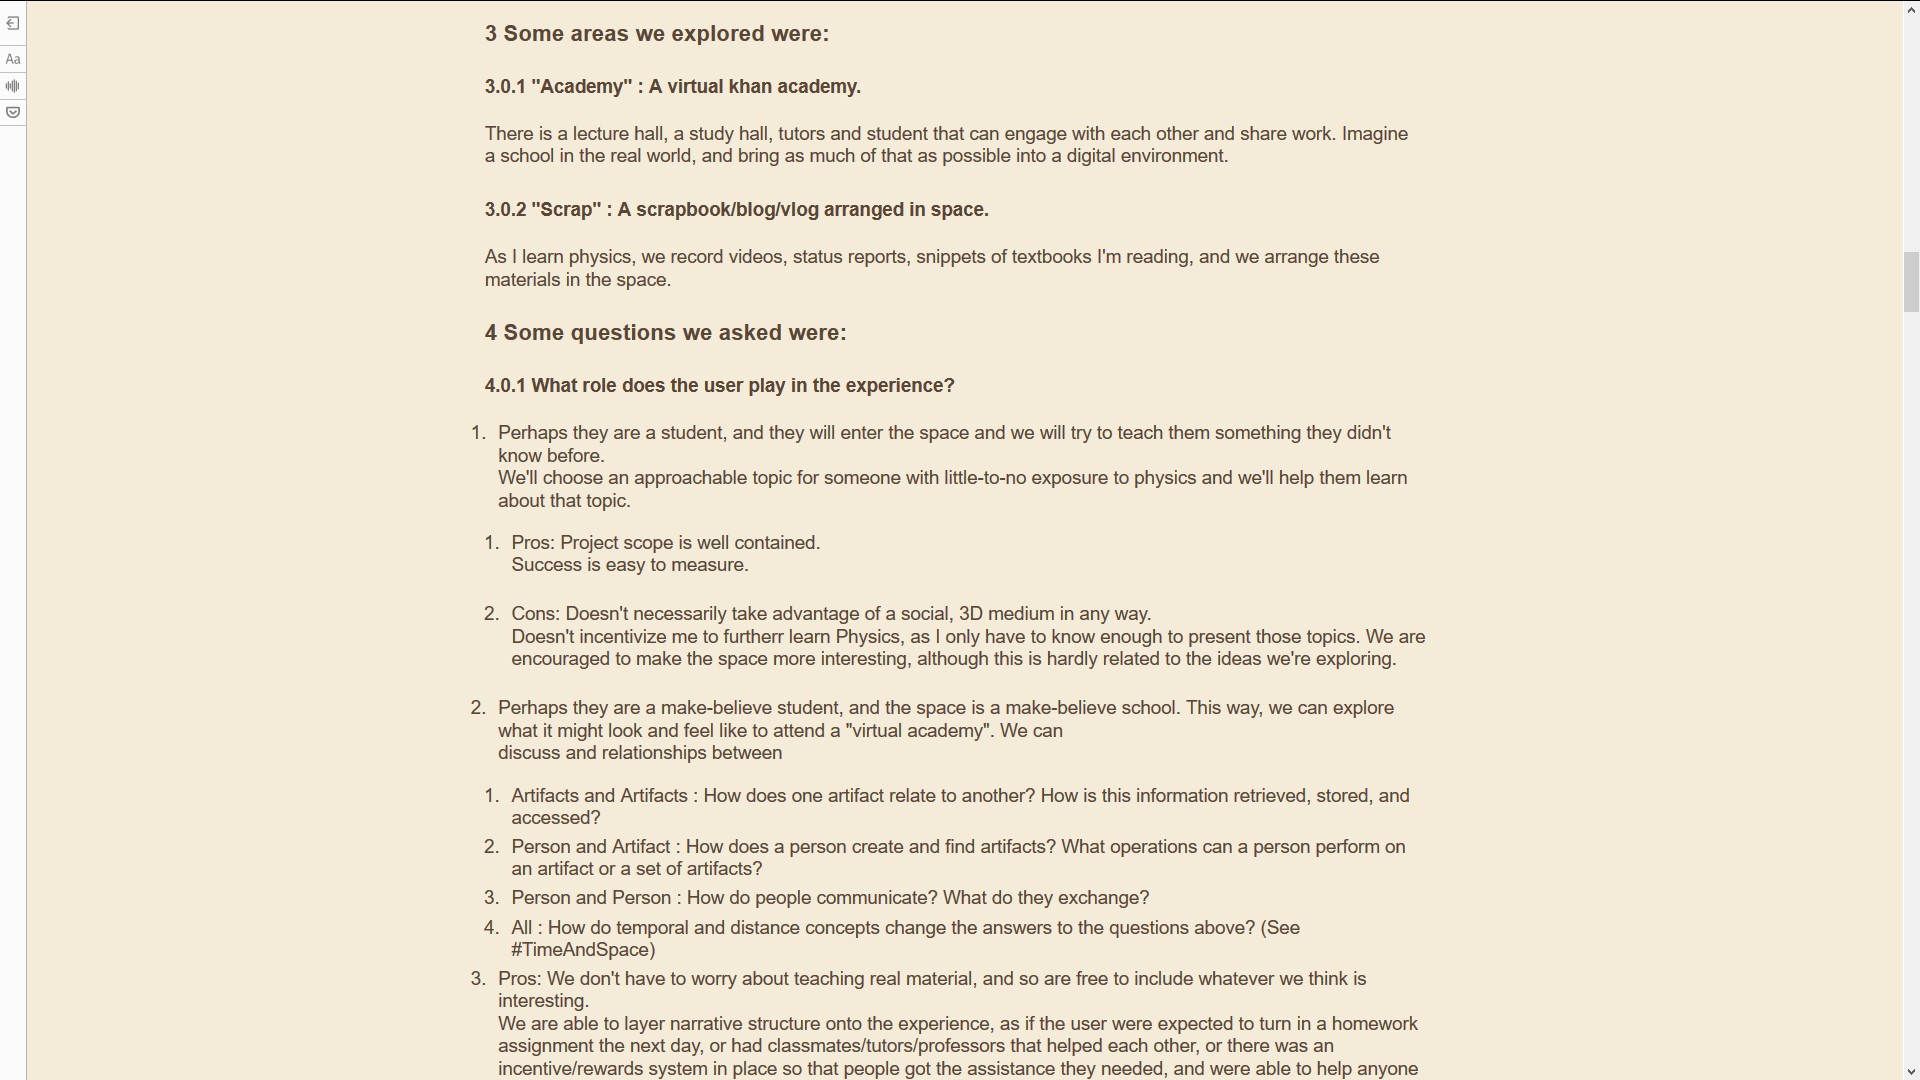 Aa
3 Some areas we explored were:
3.0.1 "Academy" : A virtual khan academy.
There is a lecture hall, a study hall, tutors and student that can engage with each other and share work. Imagine
a school in the real world, and bring as much of that as possible into a digital environment.
3.0.2 "Scrap" : A scrapbook/blog/vlog arranged in space.
As I learn physics, we record videos, status reports, snippets of textbooks I'm reading, and we arrange these
materials in the space.
4 Some questions we asked were:
4.0.1 What role does the user play in the experience?
1. Perhaps they are a student, and they will enter the space and we will try to teach them something they didn't
know before.
We'll choose an approachable topic for someone with little-to-no exposure to physics and we'll help them learn
about that topic.
1. Pros: Project scope is well contained.
Success is easy to measure.
2. Cons: Doesn't necessarily take advantage of a social, 3D medium in any way.
Doesn't incentivize me to furtherr learn Physics, as I only have to know enough to present those topics. We are
encouraged to make the space more interesting, although this is hardly related to the ideas we're exploring.
2. Perhaps they are a make-believe student, and the space is a make-believe school. This way, we can explore
what it might look and feel like to attend a "virtual academy". We can
discuss and relationships between
1. Artifacts and Artifacts : How does one artifact relate to another? How is this information retrieved, stored, and
accessed?
2. Person and Artifact : How does a person create and find artifacts? What operations can a person perform on
an artifact or a set of artifacts?
3. Person and Person : How do people communicate? What do they exchange?
4. All : How do temporal and distance concepts change the answers to the questions above? (See
#TimeAndSpace)
3. Pros: We don't have to worry about teaching real material, and so are free to include whatever we think is
interesting.
We are able to layer narrative structure onto the experience, as if the user were expected to turn in a homework
assignment the next day, or had classmates/tutors/professors that helped each other, or there was an
incentive/rewards system in place so that people got the assistance they needed, and were able to help anyone